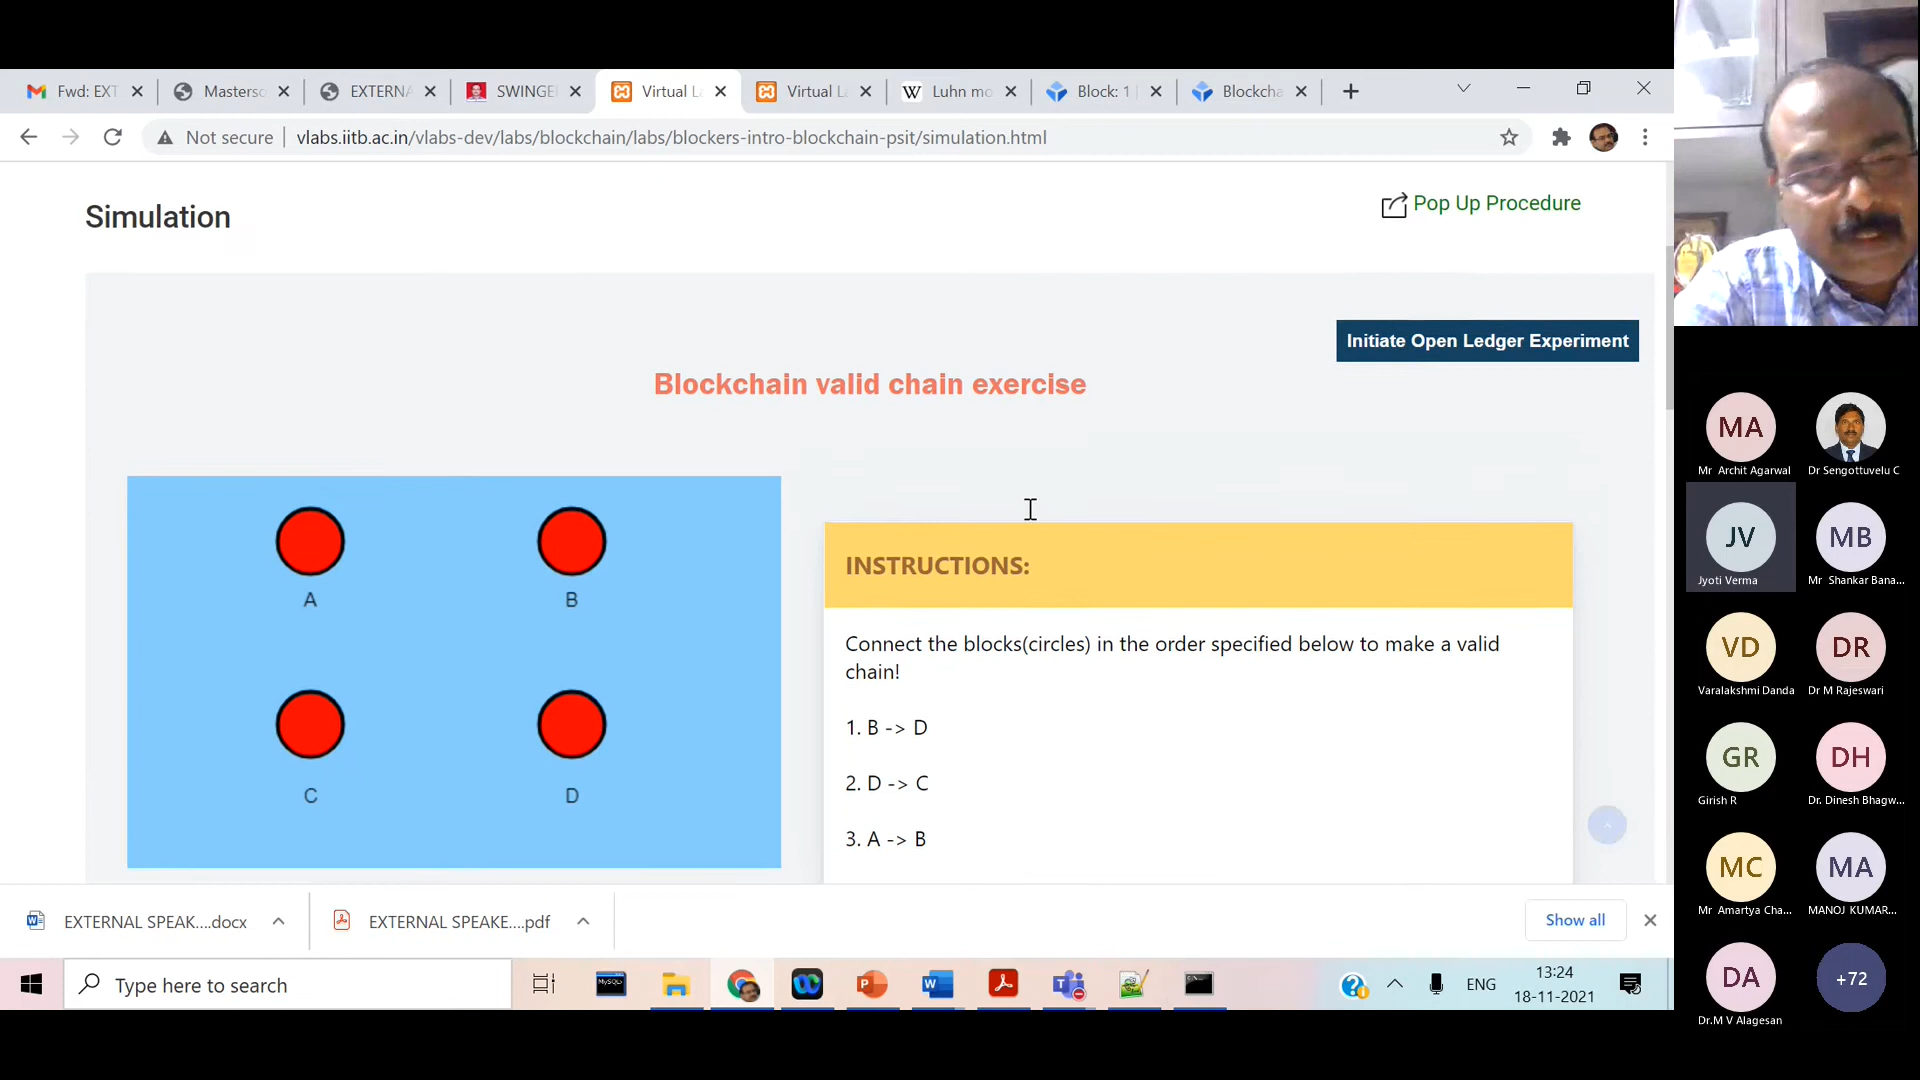 Fwd: EXT
Mastersc
EXTERNA
SWINGE
Virtual La
Virtual La
W
Luhn mo
Block: 1
Blockcha
Not secure
vlabs.iitb.ac.in/vlabs-dev/labs/blockchain/labs/blockers-intro-blockchain-psit/simulation.html
Simulation
Pop Up Procedure
Initiate Open Ledger Experiment
Blockchain valid chain exercise
A
B
C
D
INSTRUCTIONS:
Connect the blocks(circles) in the order specified below to make a valid
chain!
1. B -> D
2. D -> C
3. A -> B
EXTERNAL SPEAK....docx
EXTERNAL SPEAKE....pdf
Show all
Type here to search
MySQL
ENG
13:24
18-11-2021
MA
Mr Archit Agarwal
Dr Sengottuvelu C
JV
Jyoti Verma
MB
Mr Shankar Bana...
VD
Varalakshmi Danda
DR
Dr M Rajeswari
GR
Girish R
DH
Dr. Dinesh Bhagw...
MC
Mr Amartya Cha...
MA
MANOJ KUMAR...
DA
Dr.M V Alagesan
+72